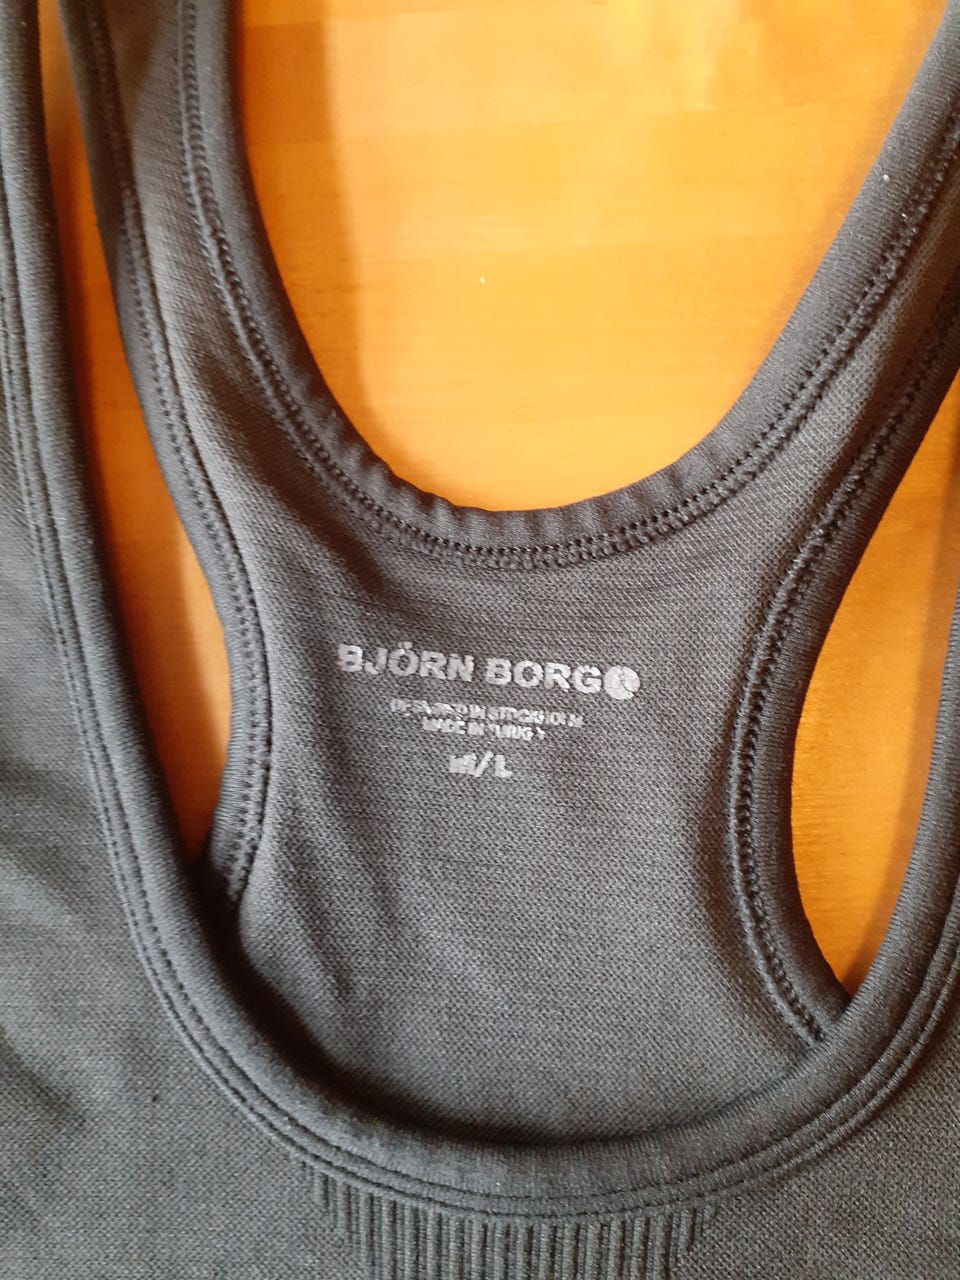 BJÖRN BORG
DESIGNED IN STOCKHOLM
MADE IN TURKEY
M/L